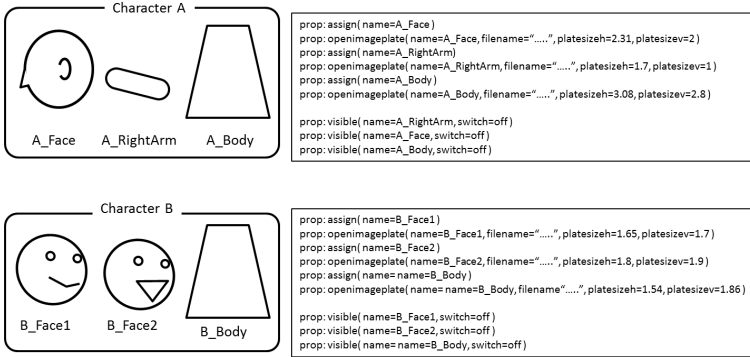 Character A
A_Face
A_RightArm
A_Body
prop: assign( name=A_Face )
prop: openimageplate( name=A_Face, filename=“.....”, platesizeh=2.31, platesizev=2 )
prop: assign( name=A_RightArm)
prop: openimageplate( name=A_RightArm, filename=“.....”, platesizeh=1.7, platesizev=1 )
prop: assign( name=A_Body )
prop: openimageplate( name=A_Body, filename=“.....”, platesizeh=3.08, platesizev=2.8 )
prop: visible( name=A_RightArm, switch=off )
prop: visible( name=A_Face, switch=off )
prop: visible( name=A_Body, switch=off )
Character B
B_Face1
B_Face2
B_Body
prop: assign( name=B_Face1 )
prop: openimageplate( name=B_Face1, filename=“.....”, platesizeh=1.65, platesizev=1.7 )
prop: assign( name=B_Face2 )
prop: openimageplate( name=B_Face2, filename=“.....”, platesizeh=1.8, platesizev=1.9 )
prop: assign( name= name=B_Body )
prop: openimageplate( name= name=B_Body, filename“.....”, platesizeh=1.54, platesizev=1.86 )
prop: visible( name=B_Face1, switch=off )
prop: visible( name=B_Face2, switch=off )
prop: visible( name= name=B_Body, switch=off )